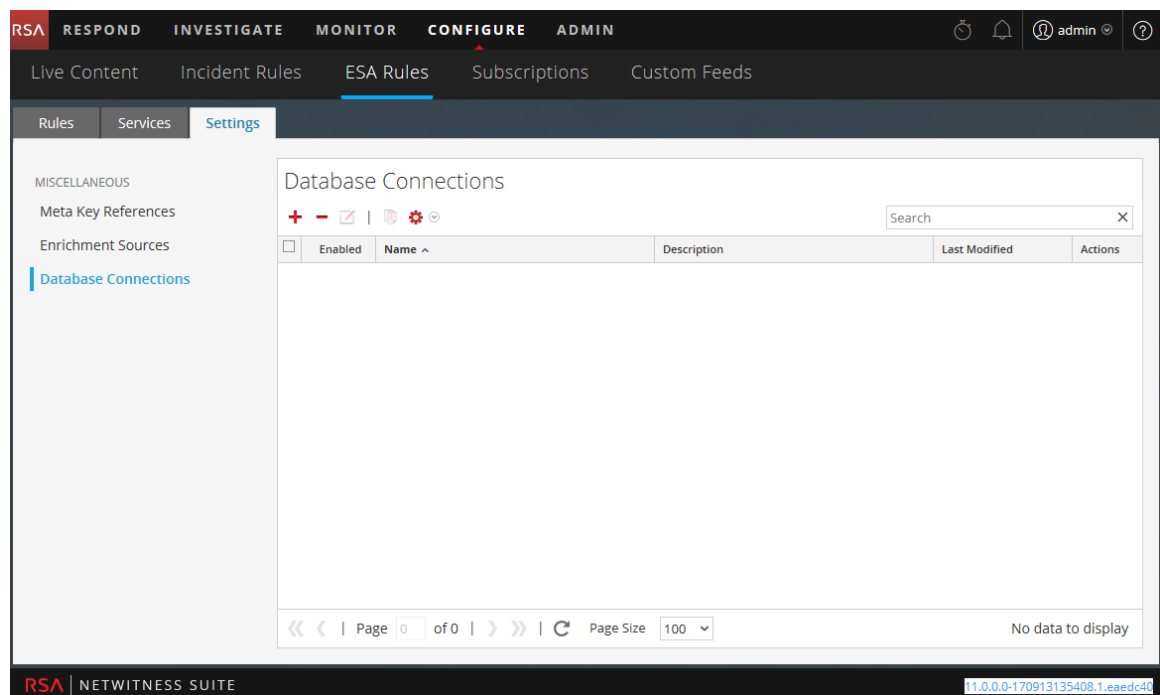 RSA RESPOND INVESTIGATE MONITOR CONFIGURE ADMIN admin ?
Live Content Incident Rules ESA Rules Subscriptions Custom Feeds
Rules Services Settings
MISCELLANEOUS
Meta Key References
Enrichment Sources
Database Connections
Database Connections
Search
Enabled Name Description Last Modified Actions
Page 0 of 0 Page Size 100 No data to display
RSA NETWITNESS SUITE
11.0.0.0-170913135408.1.eaedc40